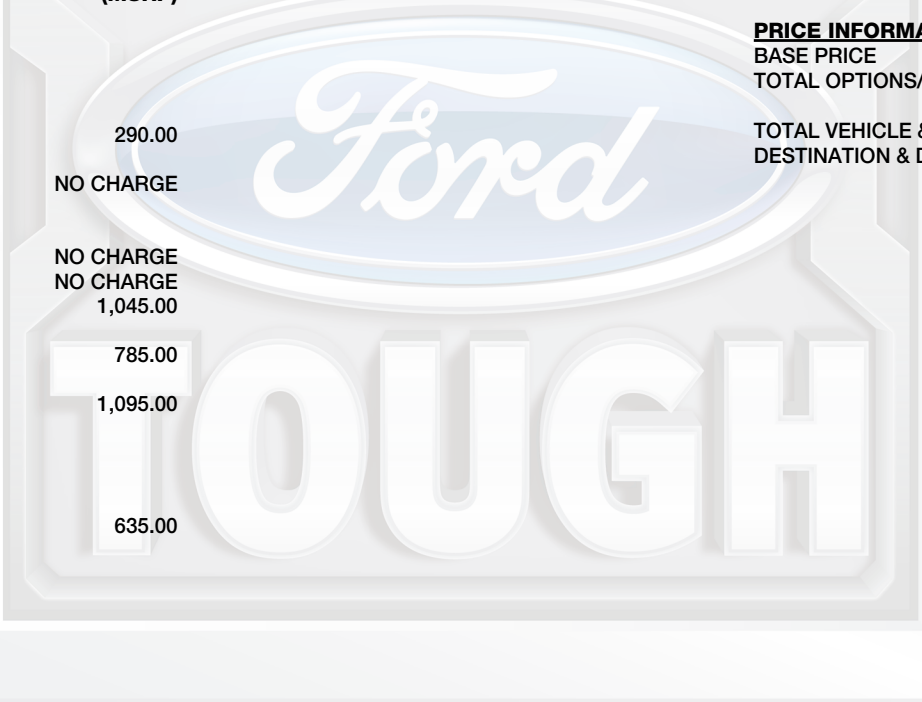 (MSRP)
290.00
NO CHARGE
NO CHARGE
NO CHARGE
1,045.00
785.00
1,095.00
635.00
PRICE INFORMA
BASE PRICE
TOTAL OPTIONS/
TOTAL VEHICLE &
DESTINATION & D
Ford
TOUGH